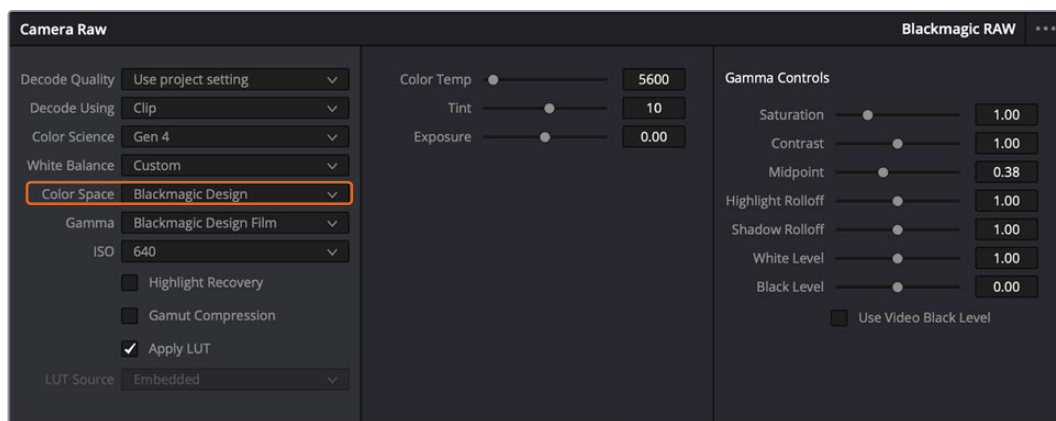 Camera Raw
Blackmagic RAW
Decode Quality Use project setting
Decode Using Clip
Color Science Gen 4
White Balance Custom
Color Space Blackmagic Design
Gamma Blackmagic Design Film
ISO 640
Highlight Recovery
Gamut Compression
Apply LUT
LUT Source Embedded
Color Temp 5600
Tint 10
Exposure 0.00
Gamma Controls
Saturation 1.00
Contrast 1.00
Midpoint 0.38
Highlight Rolloff 1.00
Shadow Rolloff 1.00
White Level 1.00
Black Level 0.00
Use Video Black Level